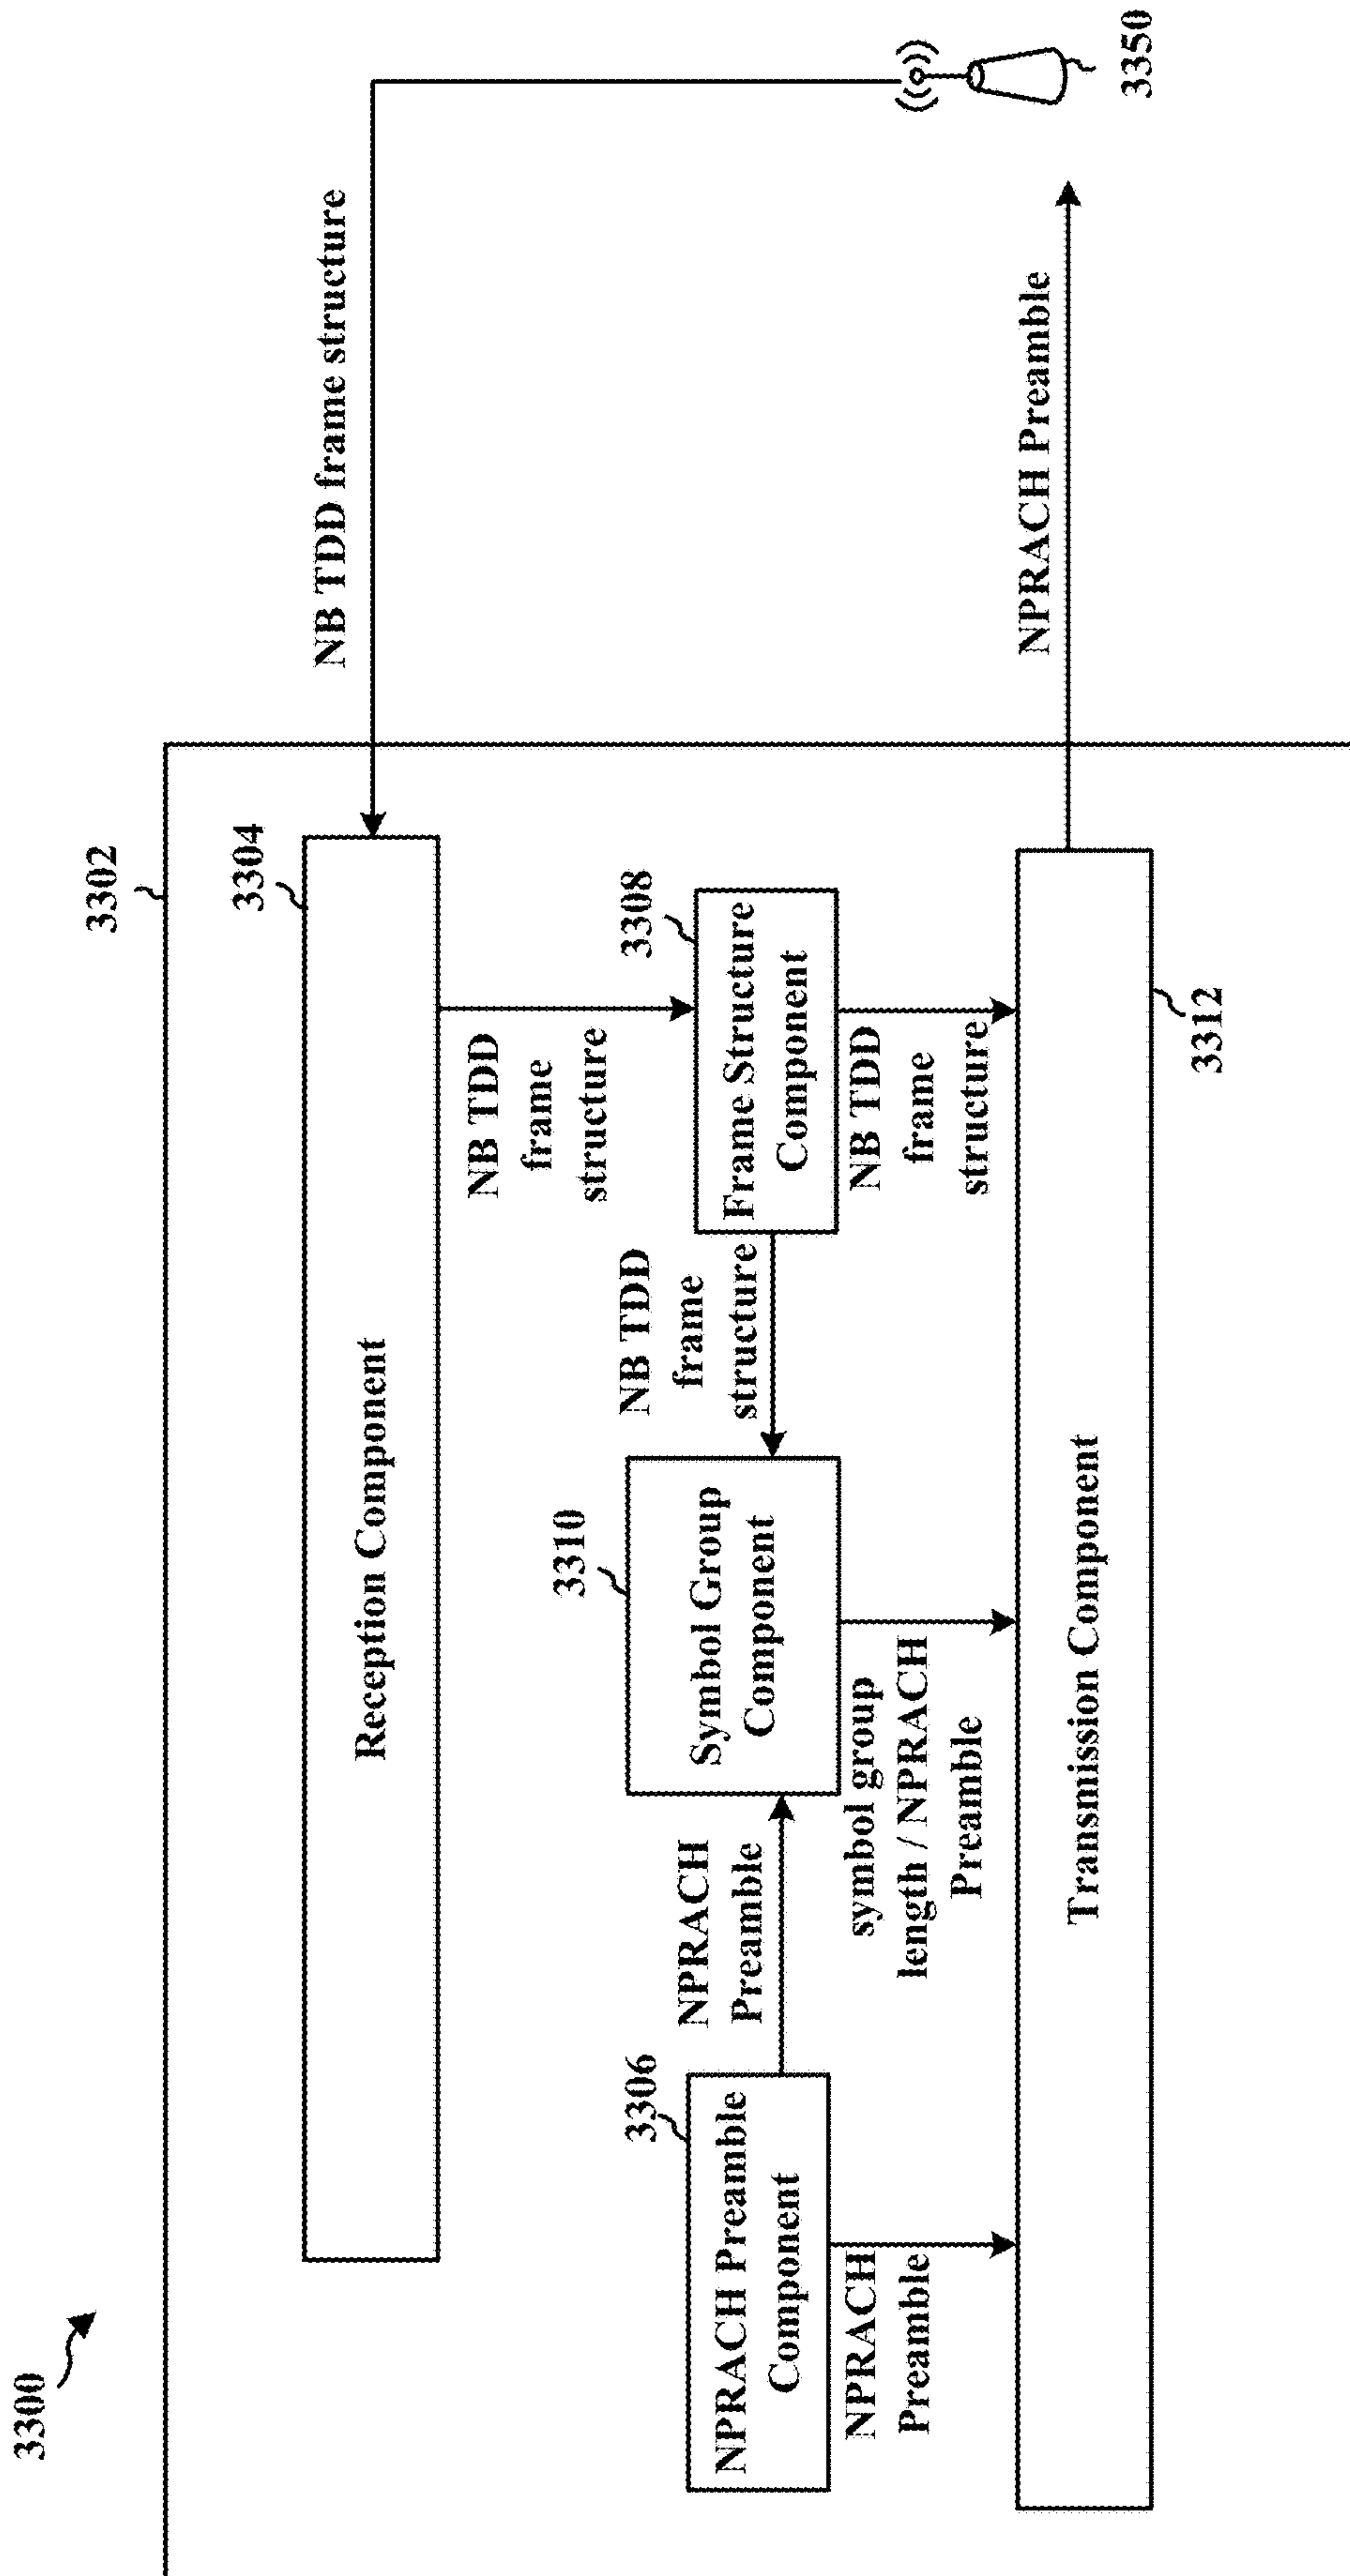 3300
3302
3304
Reception Component
NB TDD frame structure
NB TDD
frame
structure
3308
Frame Structure
Component
NB TDD
frame
structure
NB TDD
frame
structure
3310
Symbol Group
Component
3306
NPRACH Preamble
Component
NPRACH
Preamble
NPRACH
Preamble
symbol group
length / NPRACH
Preamble
Transmission Component
3312
NPRACH Preamble
3350